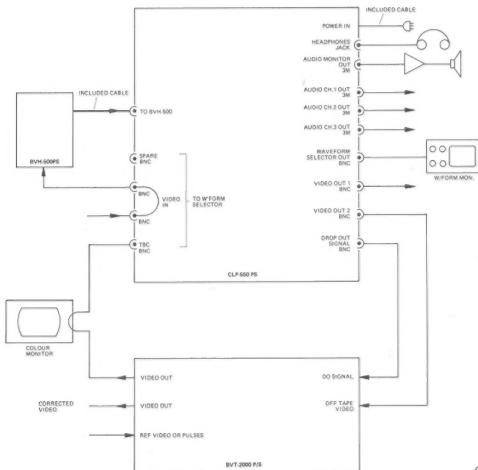 INCLUDED CABLE
POWER IN
HEADPHONES
JACK
AUDIO MONITOR
OUT
3M
INCLUDED CABLE
AUDIO CH.1 OUT
3M
TO BVH-500
AUDIO CH.2 OUT
3M
BVH-500PS
AUDIO CH.3 OUT
3M
SPARE
BNC
WAVEFORM
SELECTOR OUT
BNC
W/FORM MON.
BNC
VIDEO
IN
TO W'FORM
SELECTOR
VIDEO OUT 1
BNC
BNC
VIDEO OUT 2
BNC
TBC
BNC
DROP OUT
SIGNAL
BNC
CLP-550 PS
COLOUR
MONITOR
VIDEO OUT
DO SIGNAL
CORRECTED
VIDEO
VIDEO OUT
OFF TAPE
VIDEO
REF VIDEO OR PULSES
BVT-2000 P/S